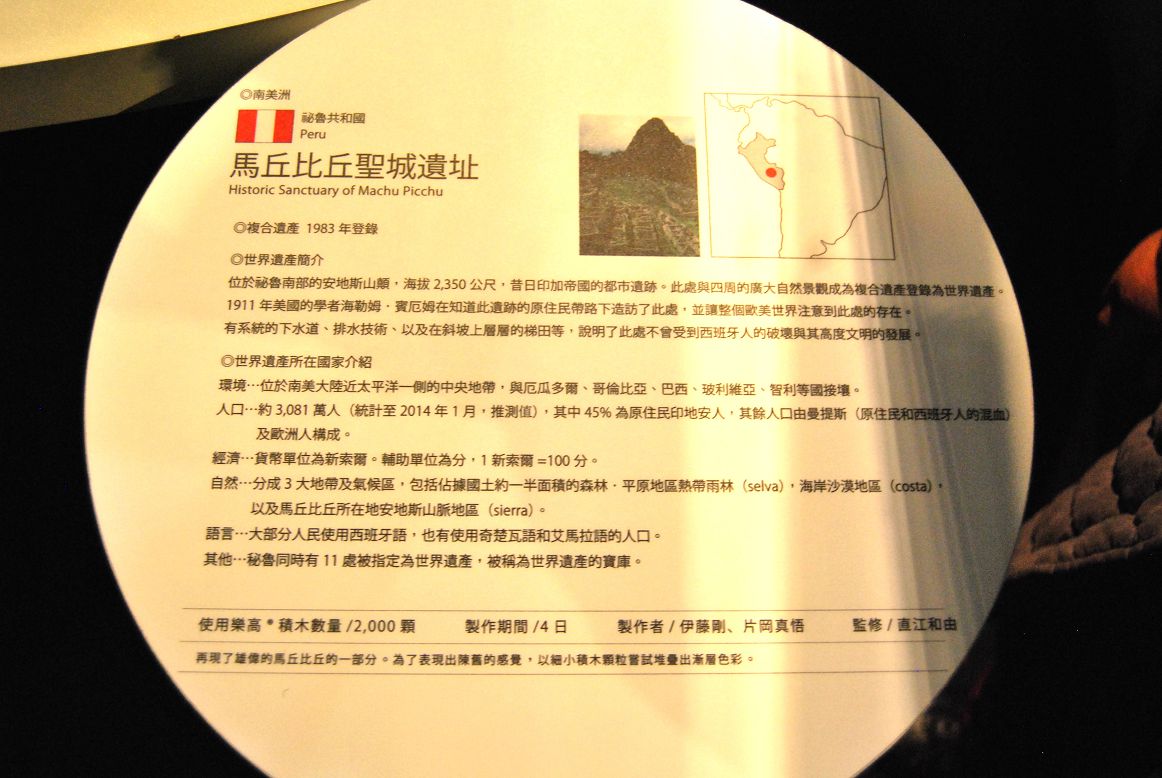 ◎南美洲
祕魯共和國
Peru
馬丘比丘聖城遺址
Historic Sanctuary of Machu Picchu
◎複合遺產 1983 年登錄
◎世界遺產簡介
位於祕魯南部的安地斯山顛，海拔 2,350 公尺，昔日印加帝國的都市遺跡。此處與四周的廣大自然景觀成為複合遺產登錄為世界遺產。
1911 年美國的學者海勒姆．賓厄姆在知道此遺跡的原住民帶路下造訪了此處，並讓整個歐美世界注意到此處的存在。
有系統的下水道、排水技術、以及在斜坡上層層的梯田等，說明了此處不曾受到西班牙人的破壞與其高度文明的發展。
◎世界遺產所在國家介紹
環境…位於南美大陸近太平洋一側的中央地帶，與厄瓜多爾、哥倫比亞、巴西、玻利維亞、智利等國接壤。
人口…約 3,081 萬人（統計至 2014 年 1 月，推測值），其中 45% 為原住民印地安人，其餘人口由曼提斯（原住民和西班牙人的混血）
及歐洲人構成。
經濟…貨幣單位為新索爾。輔助單位為分，1 新索爾 =100 分。
自然…分成 3 大地帶及氣候區，包括佔據國土約一半面積的森林．平原地區熱帶雨林（selva），海岸沙漠地區（costa），
以及馬丘比丘所在地安地斯山脈地區（sierra）。
語言…大部分人民使用西班牙語，也有使用奇楚瓦語和艾馬拉語的人口。
其他…秘魯同時有 11 處被指定為世界遺產，被稱為世界遺產的寶庫。
使用樂高®積木數量 /2,000 顆 製作期間 /4 日 製作者 / 伊藤剛、片岡真悟 監修 / 直江和由
再現了雄偉的馬丘比丘的一部分。為了表現出陳舊的感覺，以細小積木顆粒嘗試堆疊出漸層色彩。